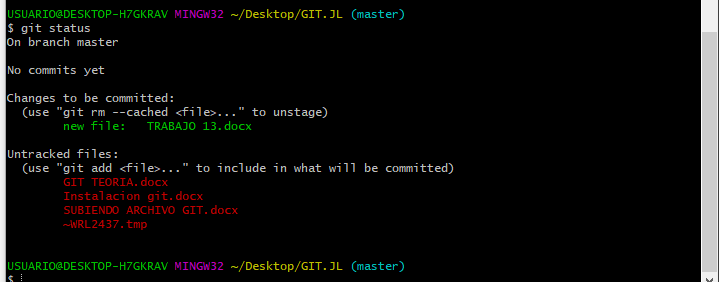 USUARIO@DESKTOP-H7GKRAV MINGW32 ~/Desktop/GIT.JL (master)
$ git status
On branch master
No commits yet
Changes to be committed:
(use "git rm --cached <file>..." to unstage)
new file: TRABAJO 13.docx
Untracked files:
(use "git add <file>..." to include in what will be committed)
GIT TEORIA.docx
Instalacion git.docx
SUBIENDO ARCHIVO GIT.docx
~WRL2437.tmp
USUARIO@DESKTOP-H7GKRAV MINGW32 ~/Desktop/GIT.JL (master)
$